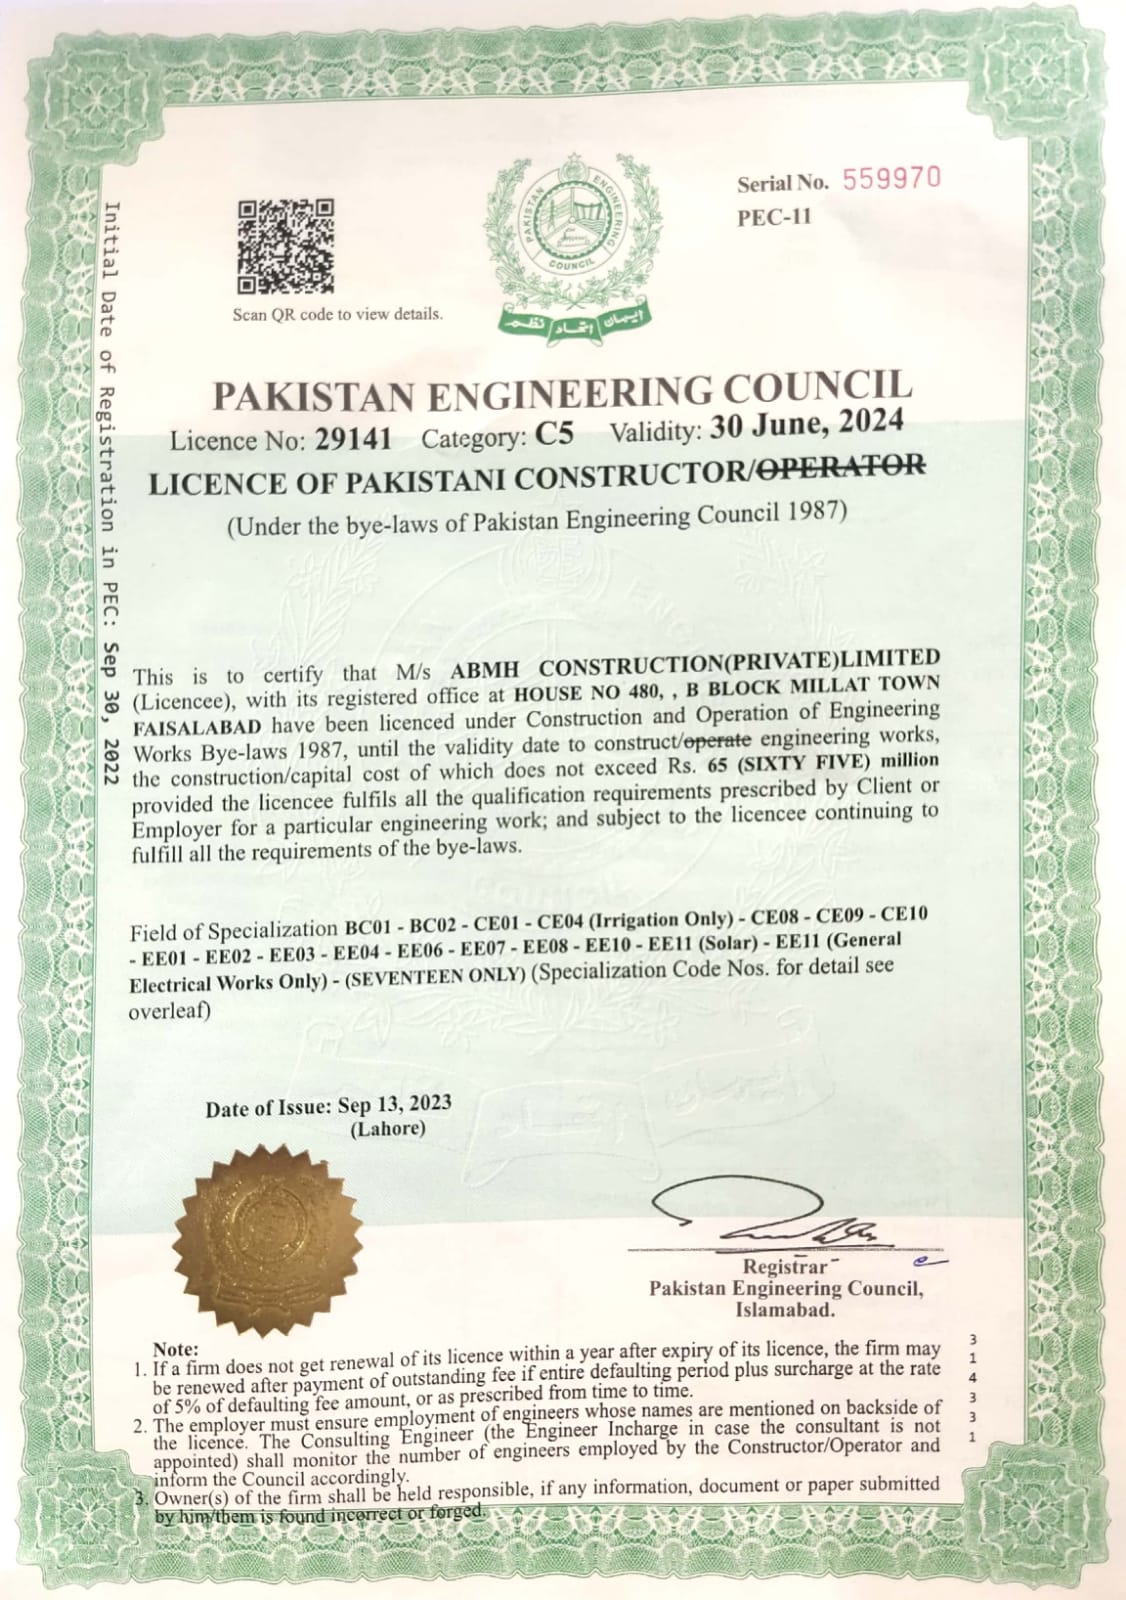 Serial No. 559970
PEC-11
Scan QR code to view details.
PAKISTAN ENGINEERING
COUNCIL
ایمان اتحاد نظم
Initial Date of Registration in PEC: Sep 30, 2022
PAKISTAN ENGINEERING COUNCIL
Licence No: 29141 Category: C5 Validity: 30 June, 2024
LICENCE OF PAKISTANI CONSTRUCTOR/OPERATOR
(Under the bye-laws of Pakistan Engineering Council 1987)
This is to certify that M/s ABMH CONSTRUCTION(PRIVATE)LIMITED
(Licencee), with its registered office at HOUSE NO 480, , B BLOCK MILLAT TOWN
FAISALABAD have been licenced under Construction and Operation of Engineering
Works Bye-laws 1987, until the validity date to construct/operate engineering works,
the construction/capital cost of which does not exceed Rs. 65 (SIXTY FIVE) million
provided the licencee fulfils all the qualification requirements prescribed by Client or
Employer for a particular engineering work; and subject to the licencee continuing to
fulfill all the requirements of the bye-laws.
Field of Specialization BC01 - BC02 - CE01 - CE04 (Irrigation Only) - CE08 - CE09 - CE10
- EE01 - EE02 - EE03 - EE04 - EE06 - EE07 - EE08 - EE10 - EE11 (Solar) - EE11 (General
Electrical Works Only) - (SEVENTEEN ONLY) (Specialization Code Nos. for detail see
overleaf)
Date of Issue: Sep 13, 2023
(Lahore)
Registrar
Pakistan Engineering Council,
Islamabad.
Note:
1. If a firm does not get renewal of its licence within a year after expiry of its licence, the firm may
be renewed after payment of outstanding fee if entire defaulting period plus surcharge at the rate
of 5% of defaulting fee amount, or as prescribed from time to time.
2. The employer must ensure employment of engineers whose names are mentioned on backside of
the licence. The Consulting Engineer (the Engineer Incharge in case the consultant is not
appointed) shall monitor the number of engineers employed by the Constructor/Operator and
inform the Council accordingly.
3. Owner(s) of the firm shall be held responsible, if any information, document or paper submitted
by him/them is found incorrect or forged.
314331